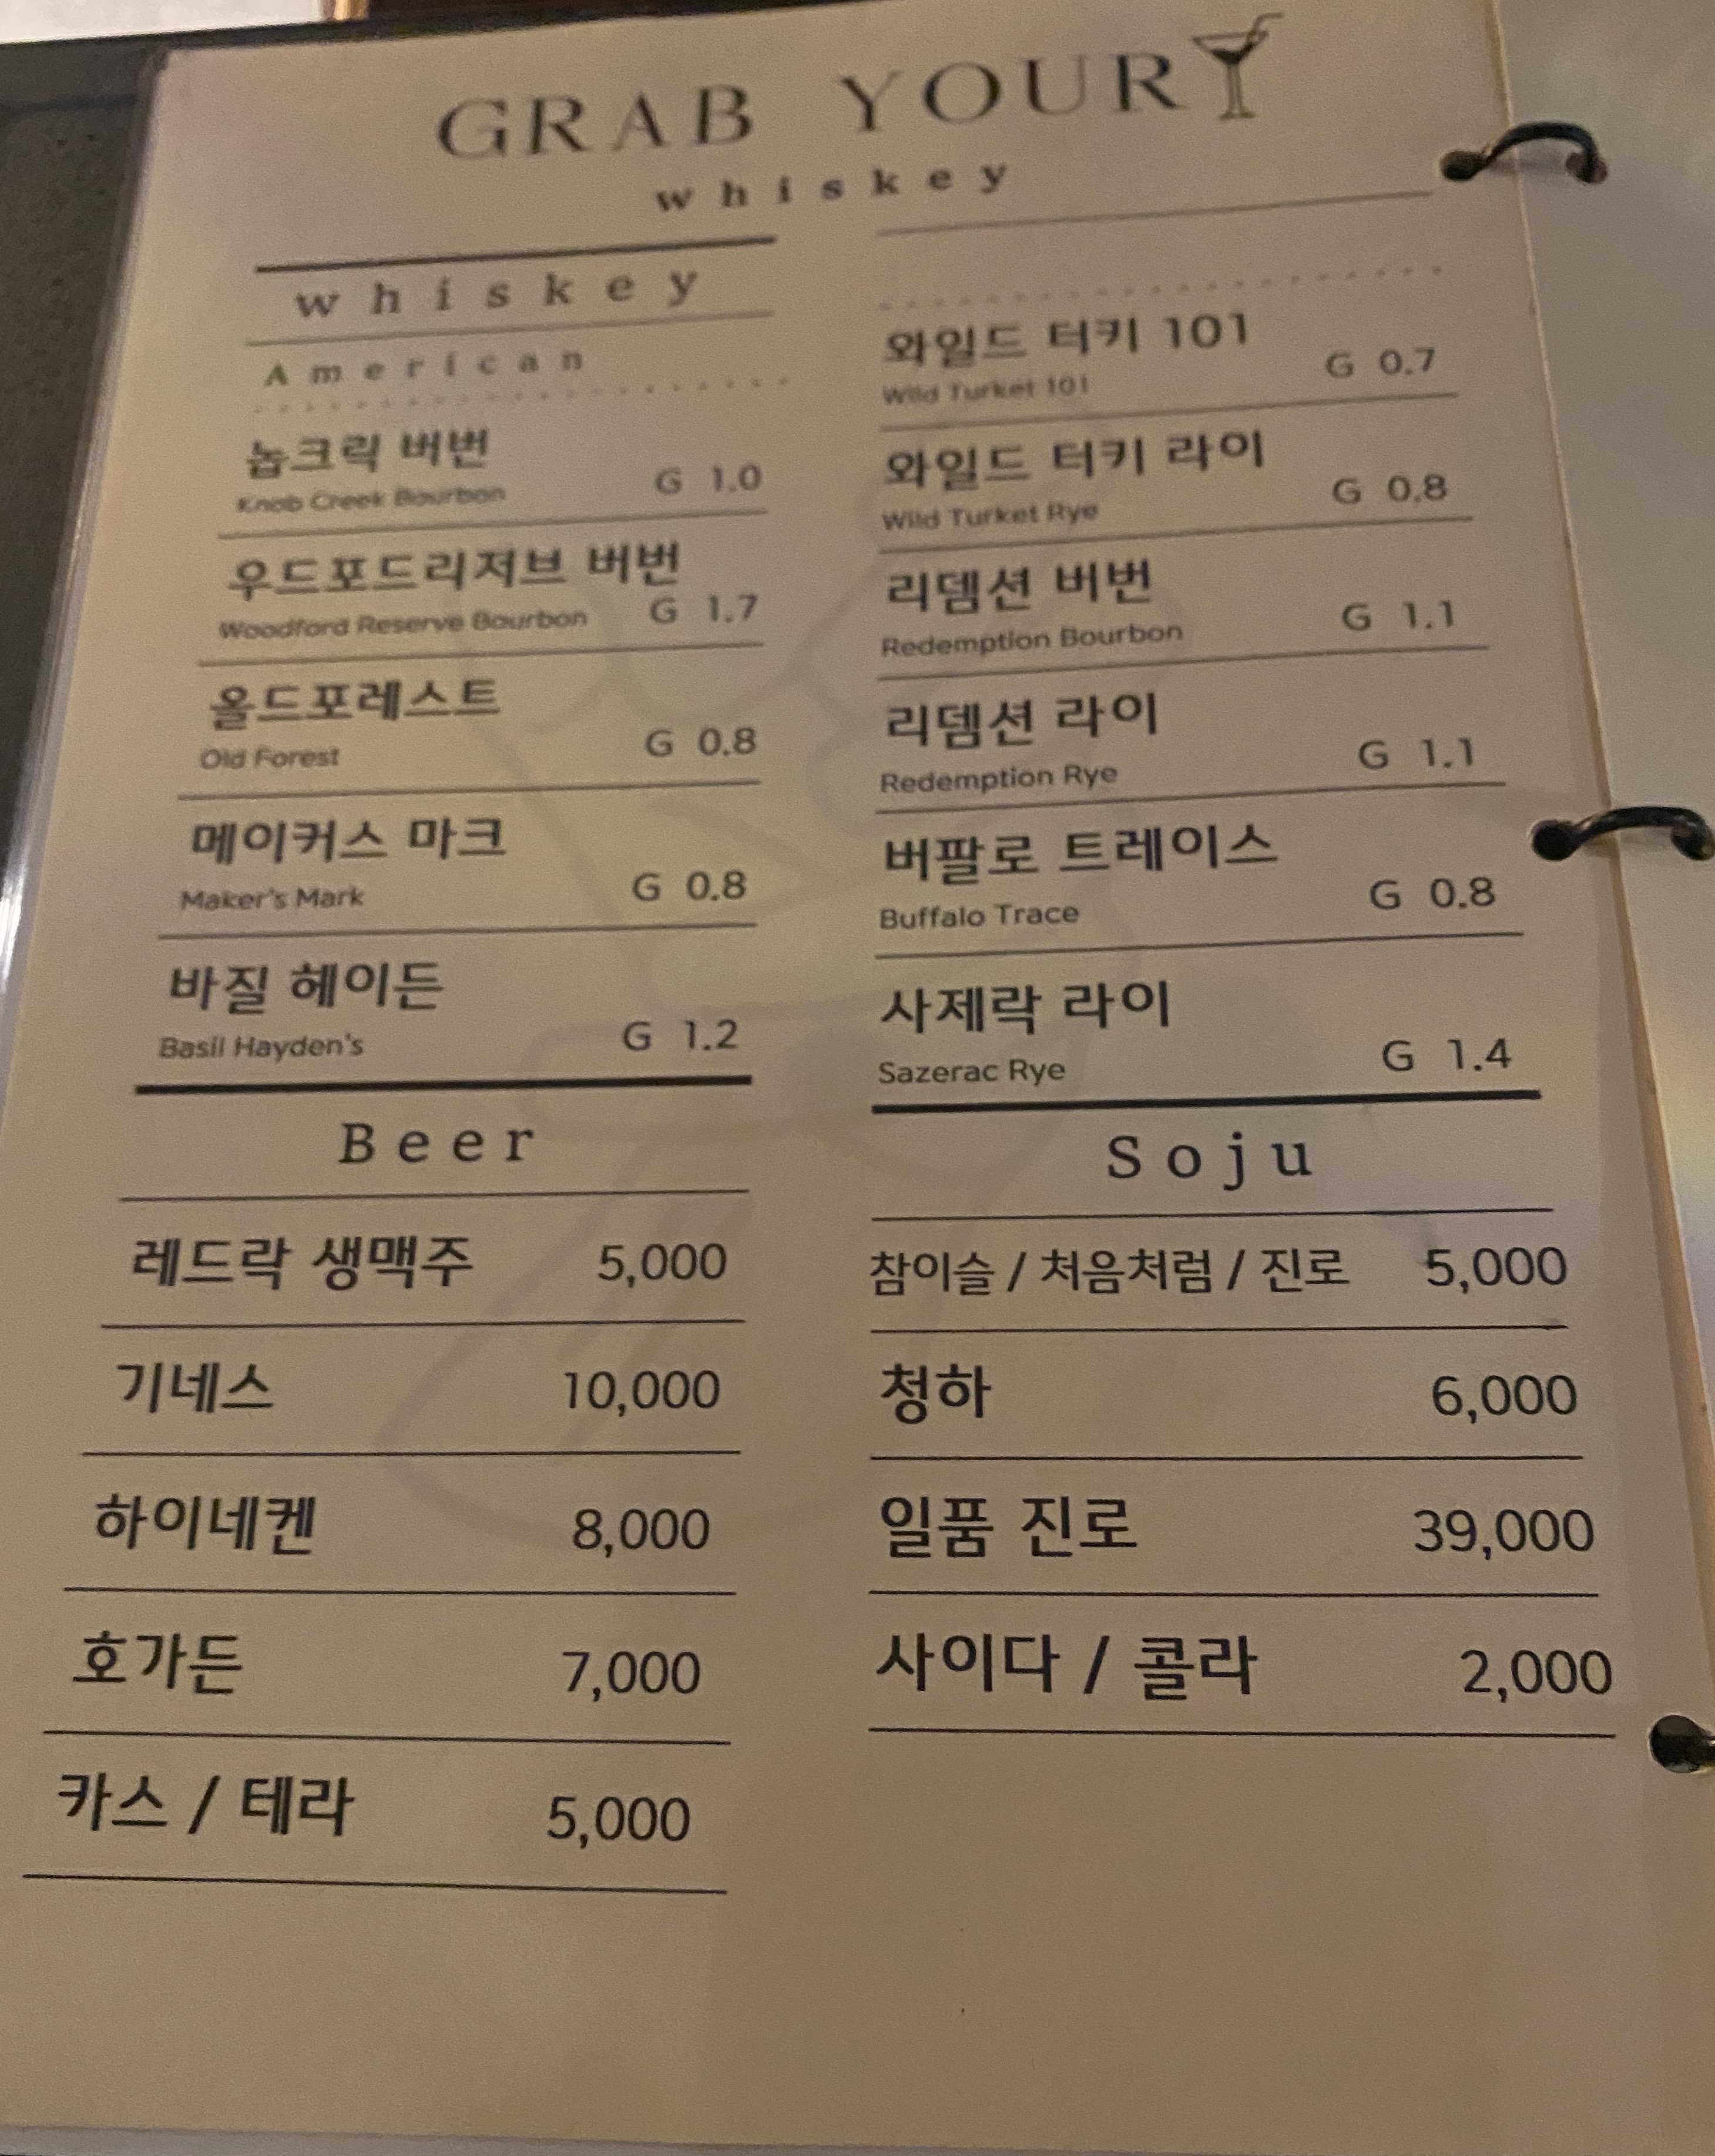 GRAB YOUR
whiskey
whiskey
American
놉크릭 버번
Knob Creek Bourbon G 1.0
우드포드리저브 버번
Woodford Reserve Bourbon G 1.7
올드포레스트
Old Forest G 0.8
메이커스 마크
Maker's Mark G 0.8
바질 헤이든
Basil Hayden's G 1.2
Beer
레드락 생맥주 5,000
기네스 10,000
하이네켄 8,000
호가든 7,000
카스 / 테라 5,000
와일드 터키 101
Wild Turket 101 G 0.7
와일드 터키 라이
Wild Turket Rye G 0.8
리뎀션 버번
Redemption Bourbon G 1.1
리뎀션 라이
Redemption Rye G 1.1
버팔로 트레이스
Buffalo Trace G 0.8
사제락 라이
Sazerac Rye G 1.4
Soju
참이슬 / 처음처럼 / 진로 5,000
청하 6,000
일품 진로 39,000
사이다 / 콜라 2,000